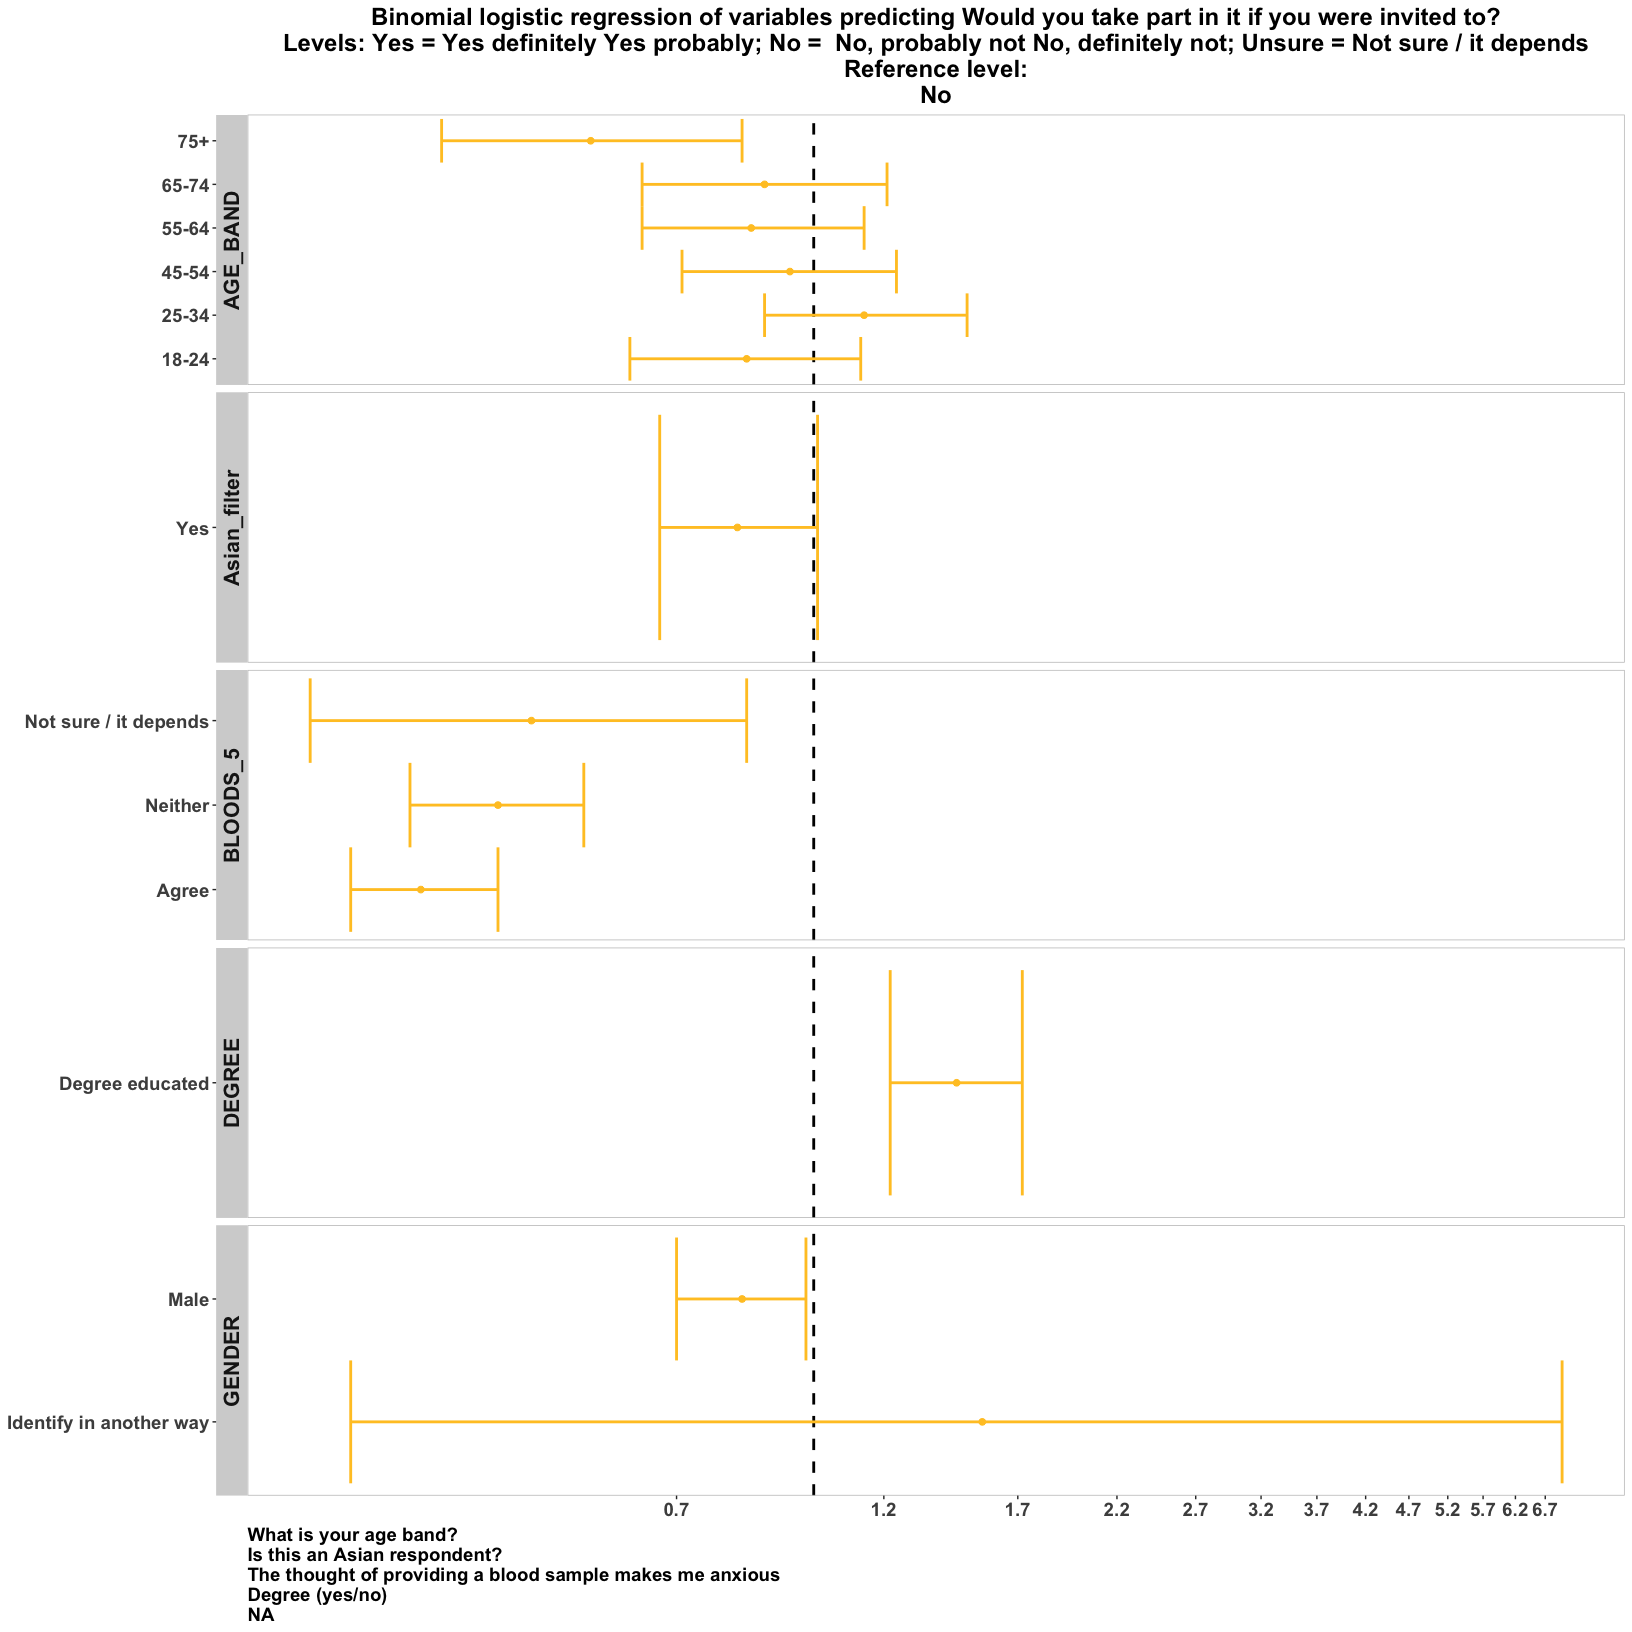 Binomial logistic regression of variables predicting Would you take part in it if you were invited to?
Levels: Yes = Yes definitely Yes probably; No =  No, probably not No, definitely not; Unsure = Not sure / it depends
Reference level:
No
AGE_BAND
75+
65-74
55-64
45-54
25-34
18-24
Asian_filter
Yes
BLOODS_5
Not sure / it depends
Neither
Agree
DEGREE
Degree educated
GENDER
Male
Identify in another way
0.7 1.2 1.7 2.2 2.7 3.2 3.7 4.2 4.7 5.2 5.7 6.2 6.7
What is your age band?
Is this an Asian respondent?
The thought of providing a blood sample makes me anxious
Degree (yes/no)
NA